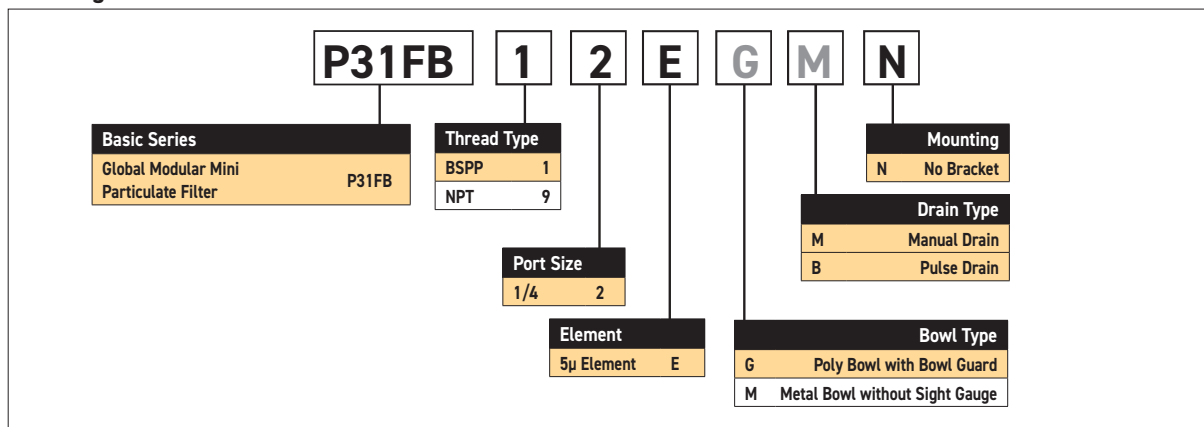 P31FB 1 2 E G M N
Basic Series
Global Modular Mini
Particulate Filter P31FB
Thread Type
BSPP 1
NPT 9
Mounting
N No Bracket
Drain Type
M Manual Drain
B Pulse Drain
Port Size
1/4 2
Element
5µ Element E
Bowl Type
G Poly Bowl with Bowl Guard
M Metal Bowl without Sight Gauge